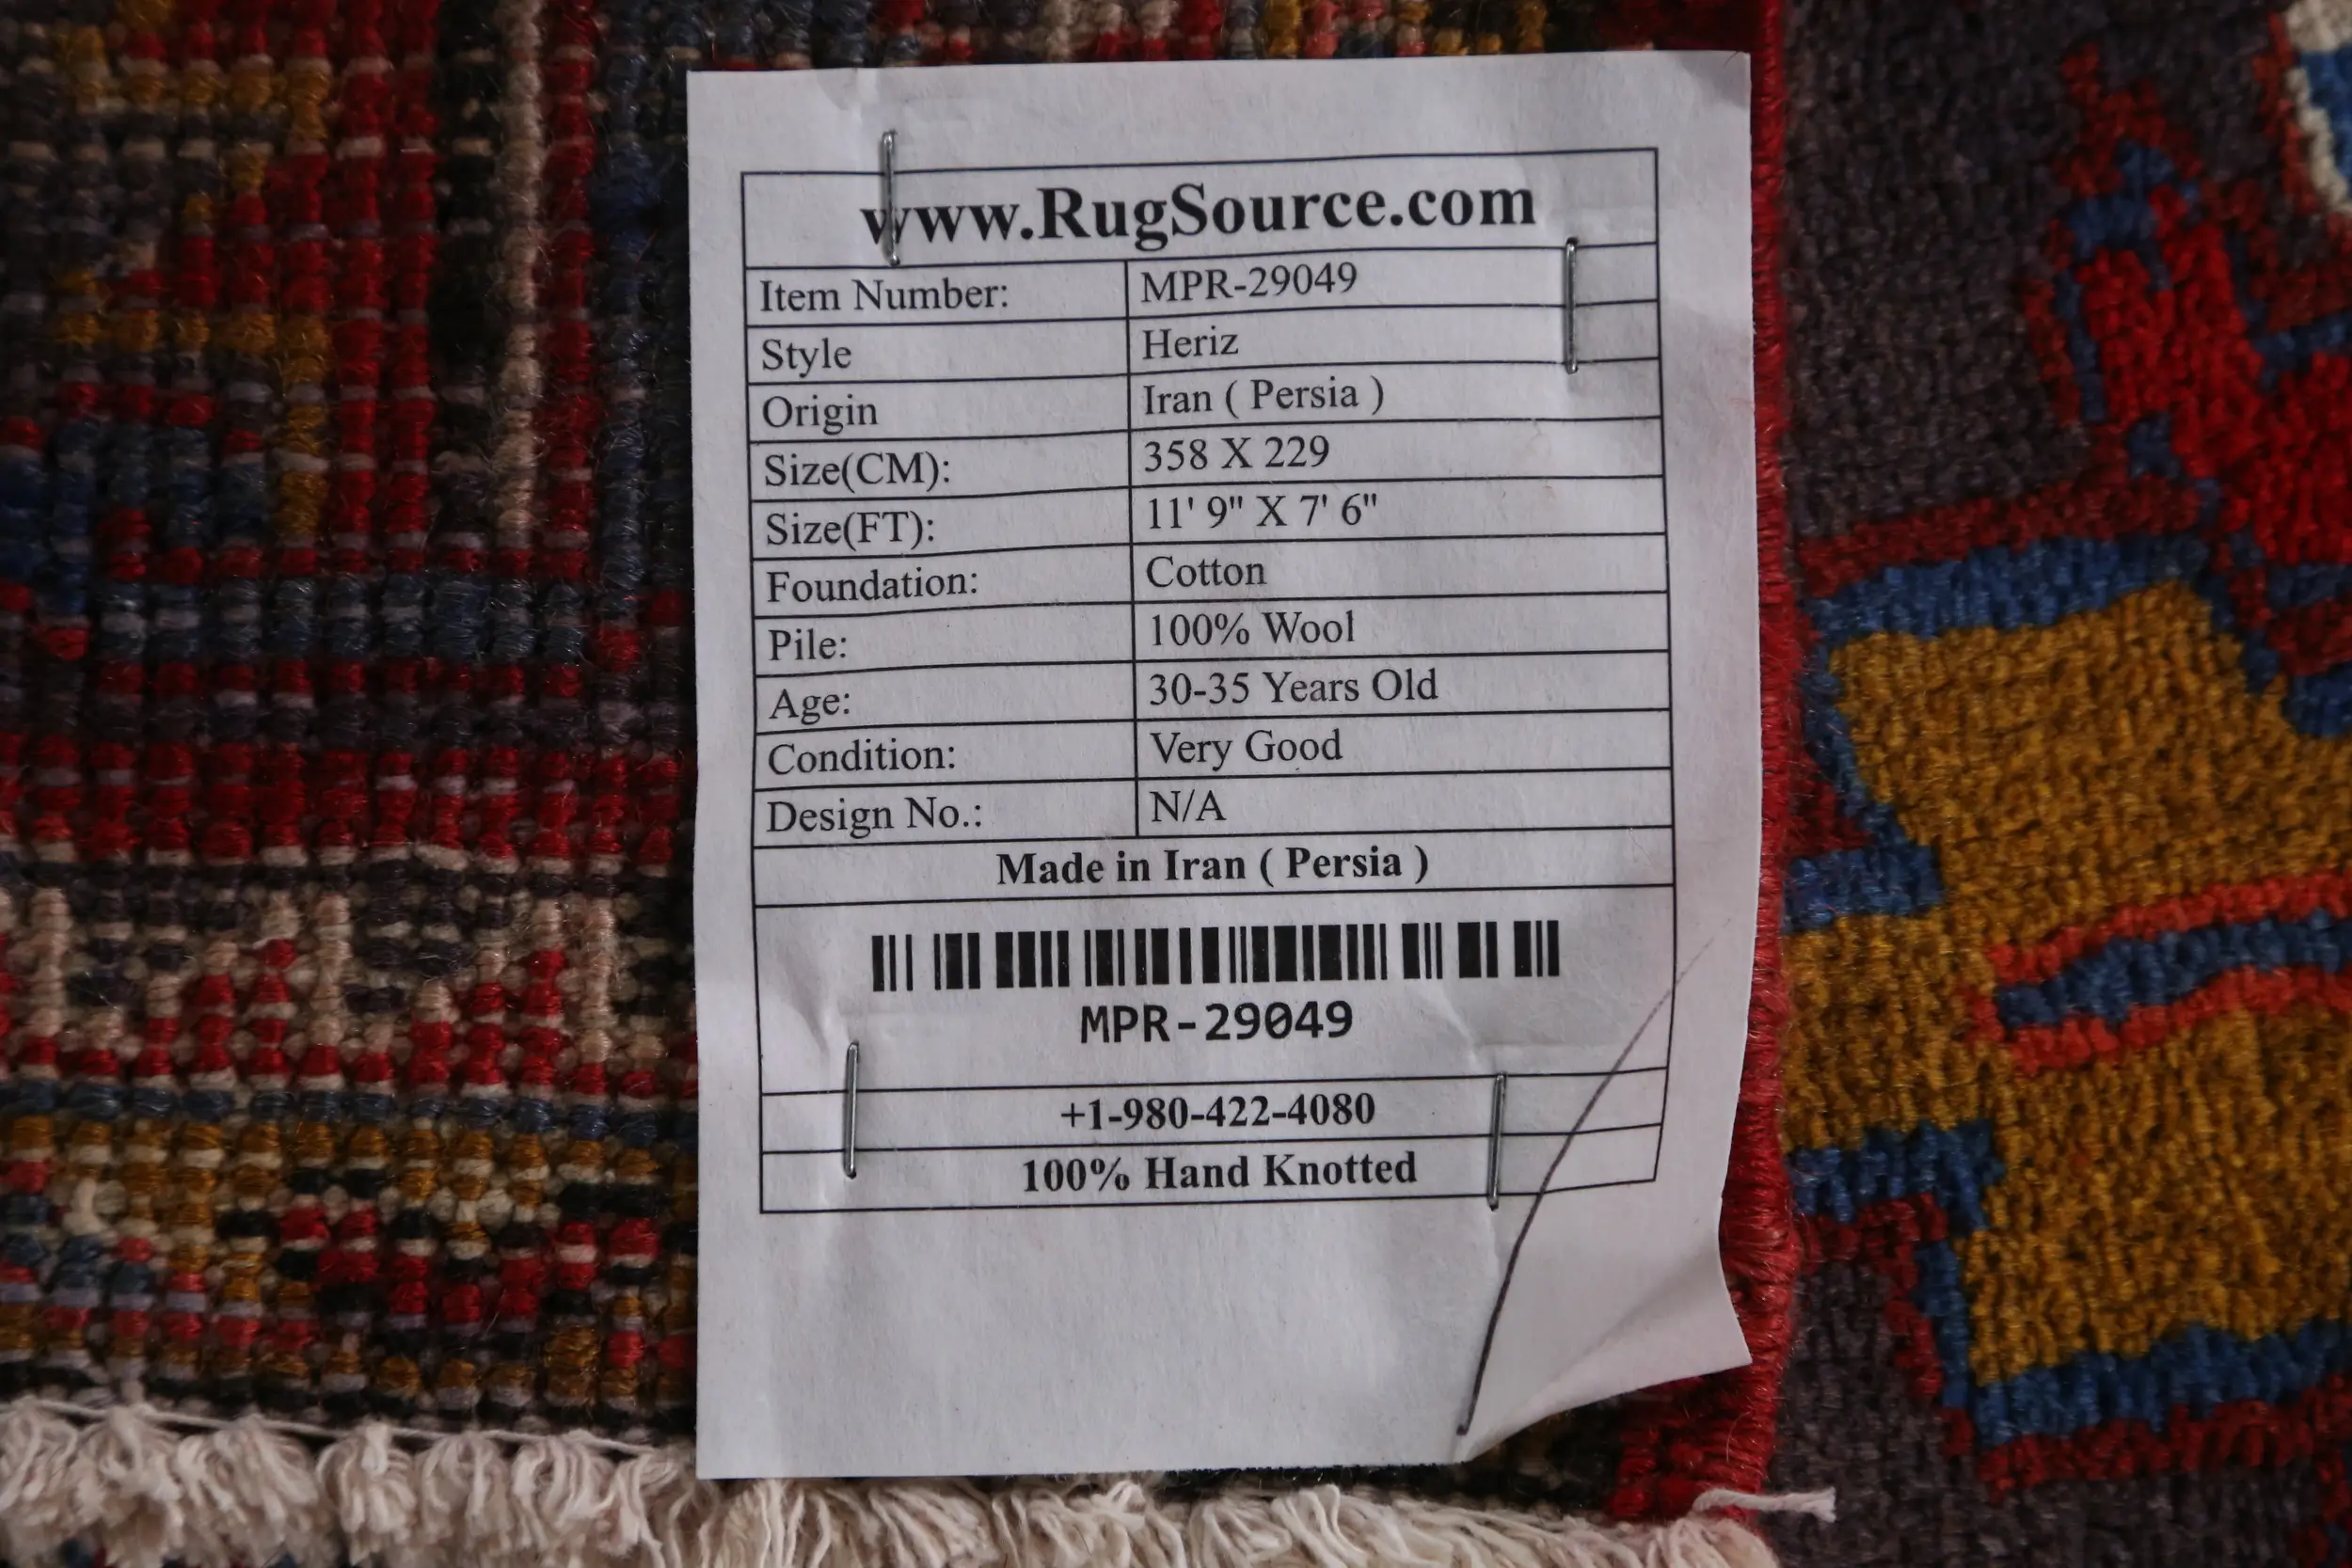 www.RugSource.com
Item Number: MPR-29049
Style Heriz
Origin Iran ( Persia )
Size(CM): 358 X 229
Size(FT): 11' 9" X 7' 6"
Foundation: Cotton
Pile: 100% Wool
Age: 30-35 Years Old
Condition: Very Good
Design No.: N/A
Made in Iran ( Persia )
MPR-29049
+1-980-422-4080
100% Hand Knotted